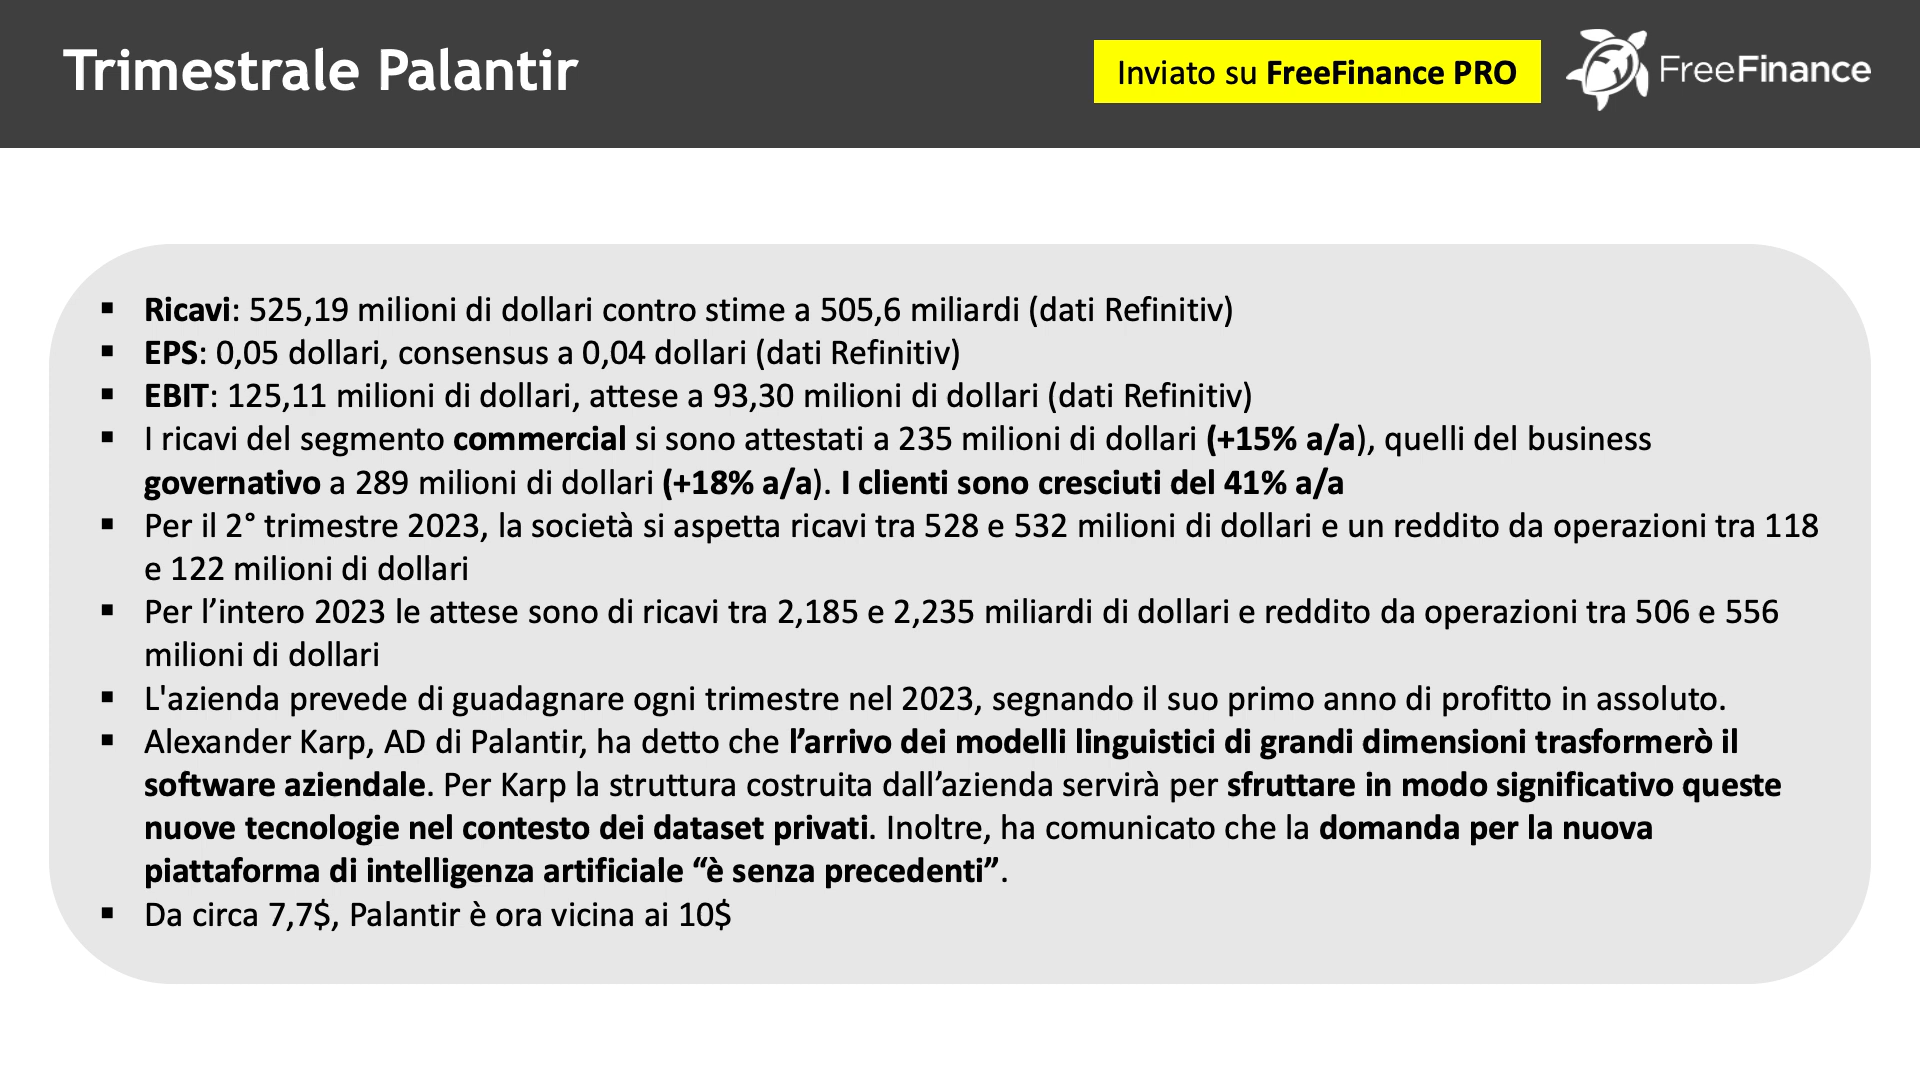 Trimestrale Palantir
Inviato su FreeFinance PRO
FreeFinance
▪ Ricavi: 525,19 milioni di dollari contro stime a 505,6 miliardi (dati Refinitiv)
▪ EPS: 0,05 dollari, consensus a 0,04 dollari (dati Refinitiv)
▪ EBIT: 125,11 milioni di dollari, attese a 93,30 milioni di dollari (dati Refinitiv)
▪ I ricavi del segmento commercial si sono attestati a 235 milioni di dollari (+15% a/a), quelli del business
governativo a 289 milioni di dollari (+18% a/a). I clienti sono cresciuti del 41% a/a
▪ Per il 2° trimestre 2023, la società si aspetta ricavi tra 528 e 532 milioni di dollari e un reddito da operazioni tra 118
e 122 milioni di dollari
▪ Per l’intero 2023 le attese sono di ricavi tra 2,185 e 2,235 miliardi di dollari e reddito da operazioni tra 506 e 556
milioni di dollari
▪ L'azienda prevede di guadagnare ogni trimestre nel 2023, segnando il suo primo anno di profitto in assoluto.
▪ Alexander Karp, AD di Palantir, ha detto che l’arrivo dei modelli linguistici di grandi dimensioni trasformerò il
software aziendale. Per Karp la struttura costruita dall’azienda servirà per sfruttare in modo significativo queste
nuove tecnologie nel contesto dei dataset privati. Inoltre, ha comunicato che la domanda per la nuova
piattaforma di intelligenza artificiale “è senza precedenti”.
▪ Da circa 7,7$, Palantir è ora vicina ai 10$